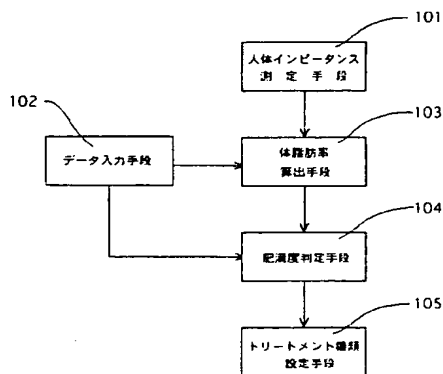 101
人体インピータンス
測定手段
102
103
データ入力手段
体脂肪率
算出手段
104
肥満度判定手段
105
トリートメント種類
設定手段